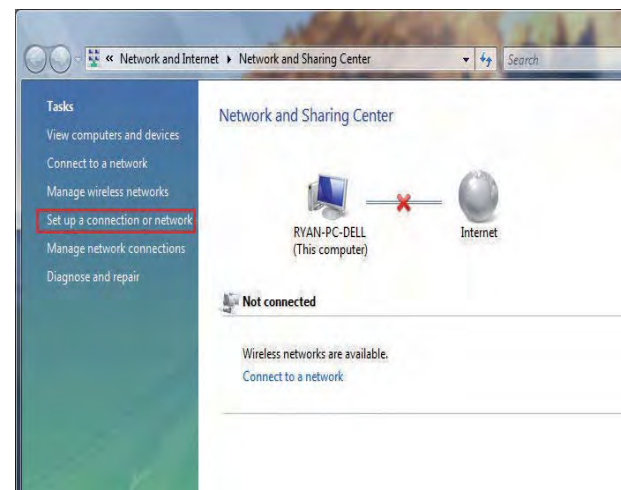 « Network and Internet ▸ Network and Sharing Center
Search
Tasks
View computers and devices
Connect to a network
Manage wireless networks
Set up a connection or network
Manage network connections
Diagnose and repair
Network and Sharing Center
RYAN-PC-DELL
(This computer)
Internet
Not connected
Wireless networks are available.
Connect to a network